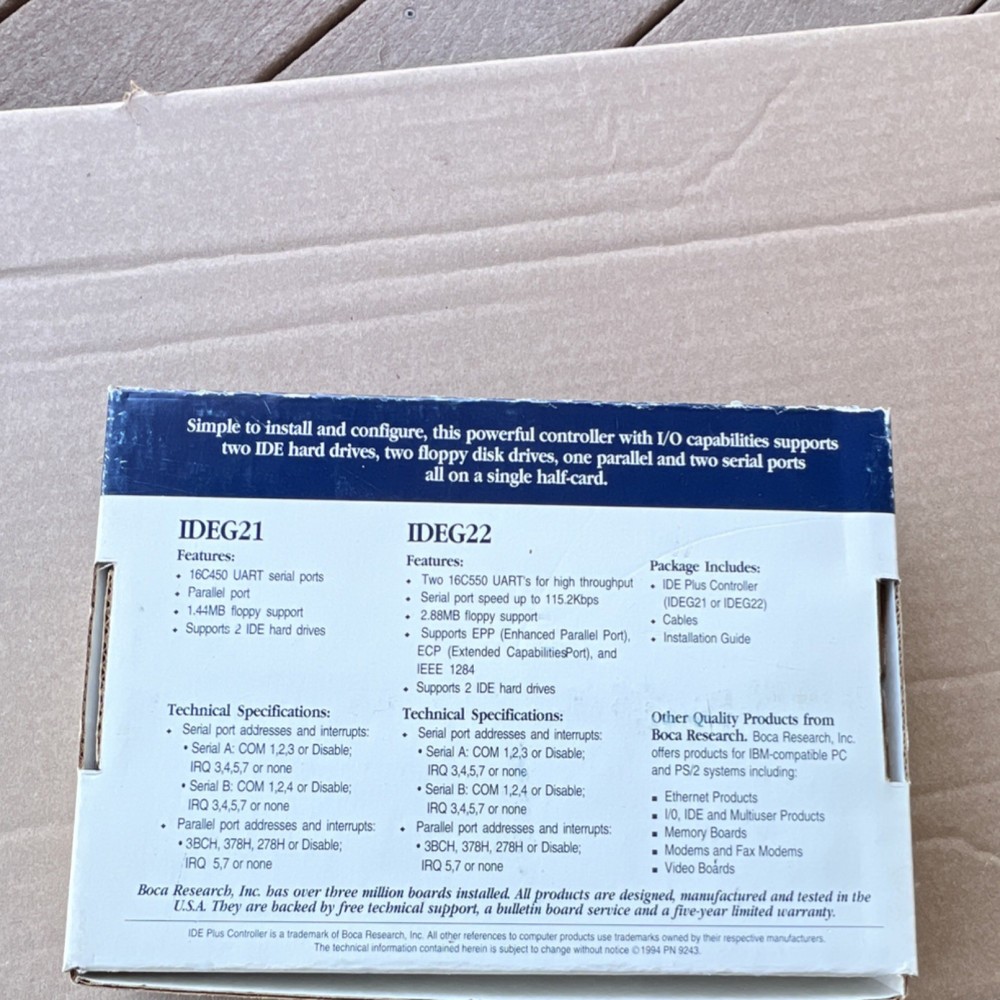 Simple to install and configure, this powerful controller with I/O capabilities supports
two IDE hard drives, two floppy disk drives, one parallel and two serial ports
all on a single half-card.
IDEG21
Features:
• 16C450 UART serial ports
• Parallel port
• 1.44MB floppy support
• Supports 2 IDE hard drives
Technical Specifications:
• Serial port addresses and interrupts:
• Serial A: COM 1,2,3 or Disable;
IRQ 3,4,5,7 or none
• Serial B: COM 1,2,4 or Disable;
IRQ 3,4,5,7 or none
• Parallel port addresses and interrupts:
• 3BCH, 378H, 278H or Disable;
IRQ 5,7 or none
IDEG22
Features:
• Two 16C550 UART's for high throughput
• Serial port speed up to 115.2Kbps
• 2.88MB floppy support
• Supports EPP (Enhanced Parallel Port),
ECP (Extended CapabilitiesPort), and
IEEE 1284
• Supports 2 IDE hard drives
Technical Specifications:
• Serial port addresses and interrupts:
• Serial A: COM 1,2,3 or Disable;
IRQ 3,4,5,7 or none
• Serial B: COM 1,2,4 or Disable;
IRQ 3,4,5,7 or none
• Parallel port addresses and interrupts:
• 3BCH, 378H, 278H or Disable;
IRQ 5,7 or none
Package Includes:
• IDE Plus Controller
(IDEG21 or IDEG22)
• Cables
• Installation Guide
Other Quality Products from
Boca Research. Boca Research, Inc.
offers products for IBM-compatible PC
and PS/2 systems including:
■ Ethernet Products
■ I/0, IDE and Multiuser Products
■ Memory Boards
■ Modems and Fax Modems
■ Video Boards
Boca Research, Inc. has over three million boards installed. All products are designed, manufactured and tested in the
U.S.A. They are backed by free technical support, a bulletin board service and a five-year limited warranty.
IDE Plus Controller is a trademark of Boca Research, Inc. All other references to computer products use trademarks owned by their respective manufacturers.
The technical information contained herein is subject to change without notice ©1994 PN 9243.